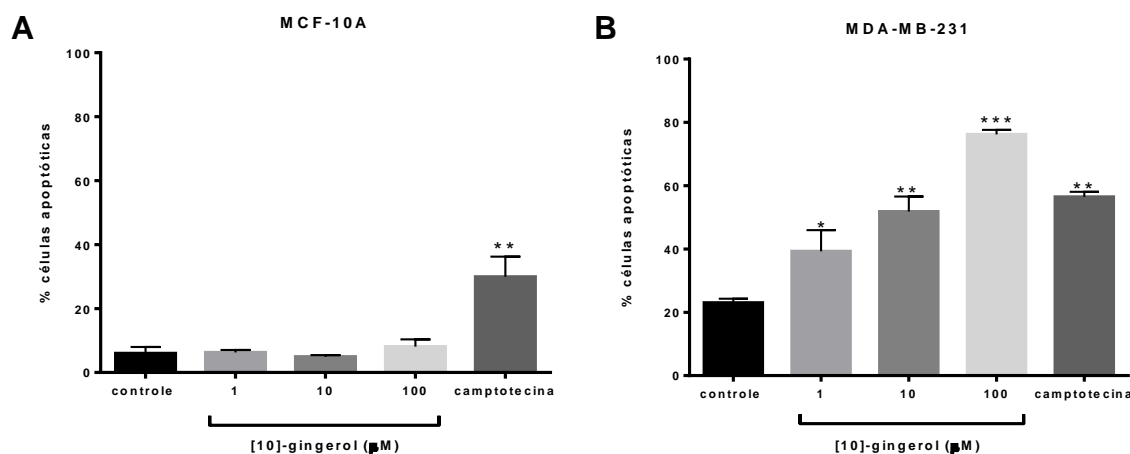 A
MCF-10A
% células apoptóticas
100
80
60
40
20
0
**
controle
1
10
100
camptotecina
[10]-gingerol (µM)
B
MDA-MB-231
% células apoptóticas
100
80
60
40
20
0
*
**
***
**
controle
1
10
100
camptotecina
[10]-gingerol (µM)